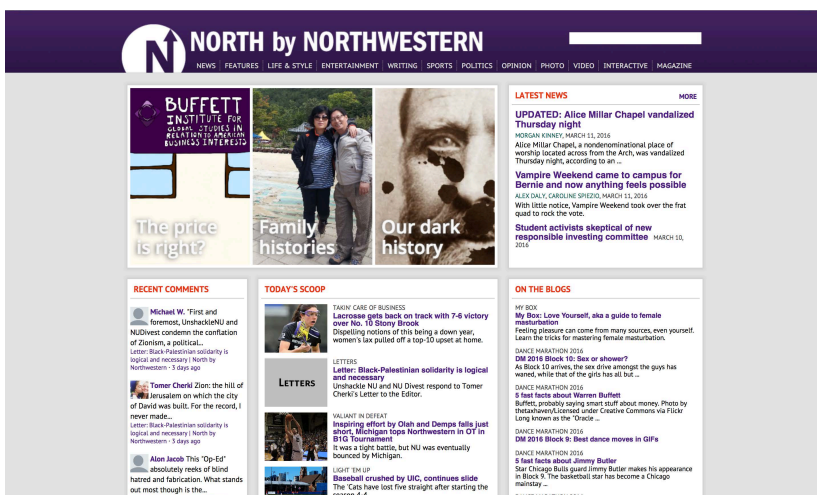 N
NORTH by NORTHWESTERN
NEWS FEATURES LIFE & STYLE ENTERTAINMENT WRITING SPORTS POLITICS OPINION PHOTO VIDEO INTERACTIVE MAGAZINE
BUFFETT
INSTITUTE FOR
GLOBAL STUDIES IN
RELATION TO AMERICAN
BUSINESS INTERESTS
The price
is right?
Family
histories
Our dark
history
LATEST NEWS MORE
UPDATED: Alice Millar Chapel vandalized
Thursday night
MORGAN KINNEY, MARCH 11, 2016
Alice Millar Chapel, a nondenominational place of
worship located across from the Arch, was vandalized
Thursday night, according to an ...
Vampire Weekend came to campus for
Bernie and now anything feels possible
ALEX DALY, CAROLINE SPIEZIO, MARCH 11, 2016
With little notice, Vampire Weekend took over the frat
quad to rock the vote.
Student activists skeptical of new
responsible investing committee MARCH 10,
2016
RECENT COMMENTS
Michael W. "First and
foremost, UnshackleNU and
NUDivest condemn the conflation
of Zionism, a political...
Letter: Black-Palestinian solidarity is
logical and necessary | North by
Northwestern · 3 days ago
Tomer Cherki Zion: the hill of
Jerusalem on which the city
of David was built. For the record, I
never made...
Letter: Black-Palestinian solidarity is
logical and necessary | North by
Northwestern · 3 days ago
Alon Jacob This "Op-Ed"
absolutely reeks of blind
hatred and fabrication. What stands
out most though is the...
TODAY'S SCOOP
TAKIN' CARE OF BUSINESS
Lacrosse gets back on track with 7-6 victory
over No. 10 Stony Brook
Dispelling notions of this being a down year,
women's lax pulled off a top-10 upset at home.
LETTERS
LETTERS
Letter: Black-Palestinian solidarity is logical
and necessary
Unshackle NU and NU Divest respond to Tomer
Cherki's Letter to the Editor.
VALIANT IN DEFEAT
Inspiring effort by Olah and Demps falls just
short, Michigan tops Northwestern in OT in
B1G Tournament
It was a tight battle, but NU was eventually
bounced by Michigan.
LIGHT 'EM UP
Baseball crushed by UIC, continues slide
The 'Cats have lost five straight after starting the
season 4-4
ON THE BLOGS
MY BOX
My Box: Love Yourself, aka a guide to female
masturbation
Feeling pleasure can come from many sources, even yourself.
Learn the tricks for mastering female masturbation.
DANCE MARATHON 2016
DM 2016 Block 10: Sex or shower?
As Block 10 arrives, the sex drive amongst the guys has
waned, while that of the girls has all but ...
DANCE MARATHON 2016
5 fast facts about Warren Buffett
Buffett, probably saying smart stuff about money. Photo by
thetaxhaven/Licensed under Creative Commons via Flickr
Long known as the "Oracle ...
DANCE MARATHON 2016
DM 2016 Block 9: Best dance moves in GIFs
DANCE MARATHON 2016
5 fast facts about Jimmy Butler
Star Chicago Bulls guard Jimmy Butler makes his appearance
in Block 9. The basketball star has become a Chicago
mainstay ...